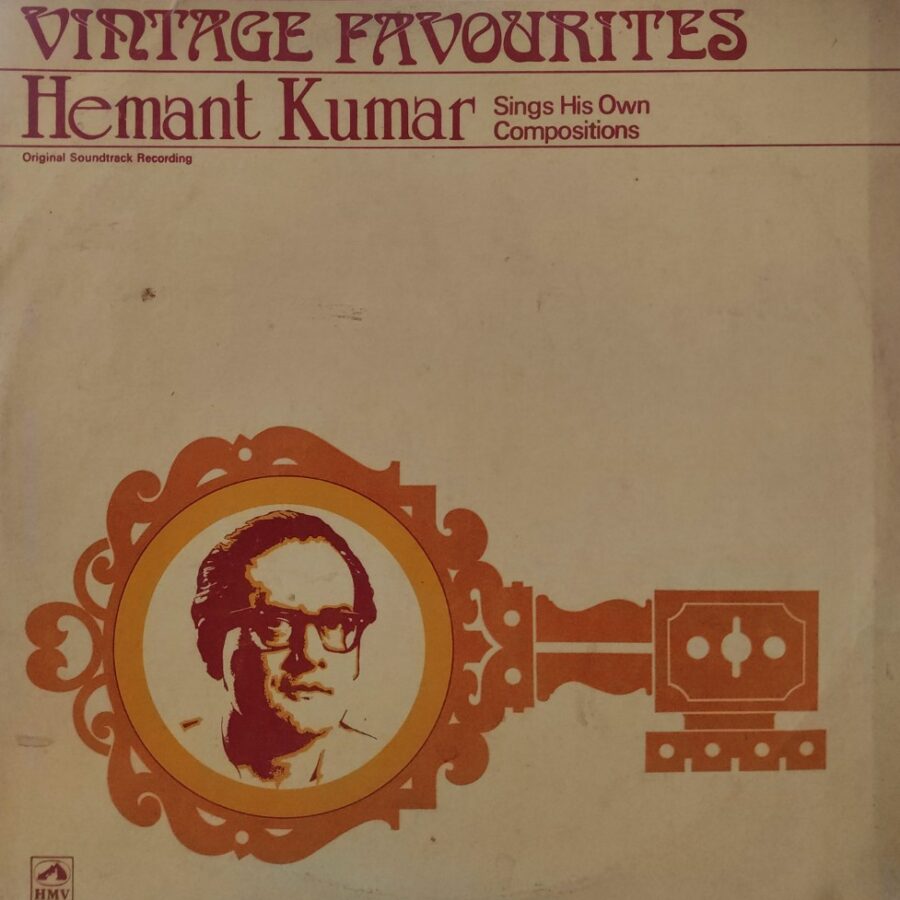 VINTAGE FAVOURITES
Hemant Kumar
Sings His Own
Compositions
Original Soundtrack Recording
HMV